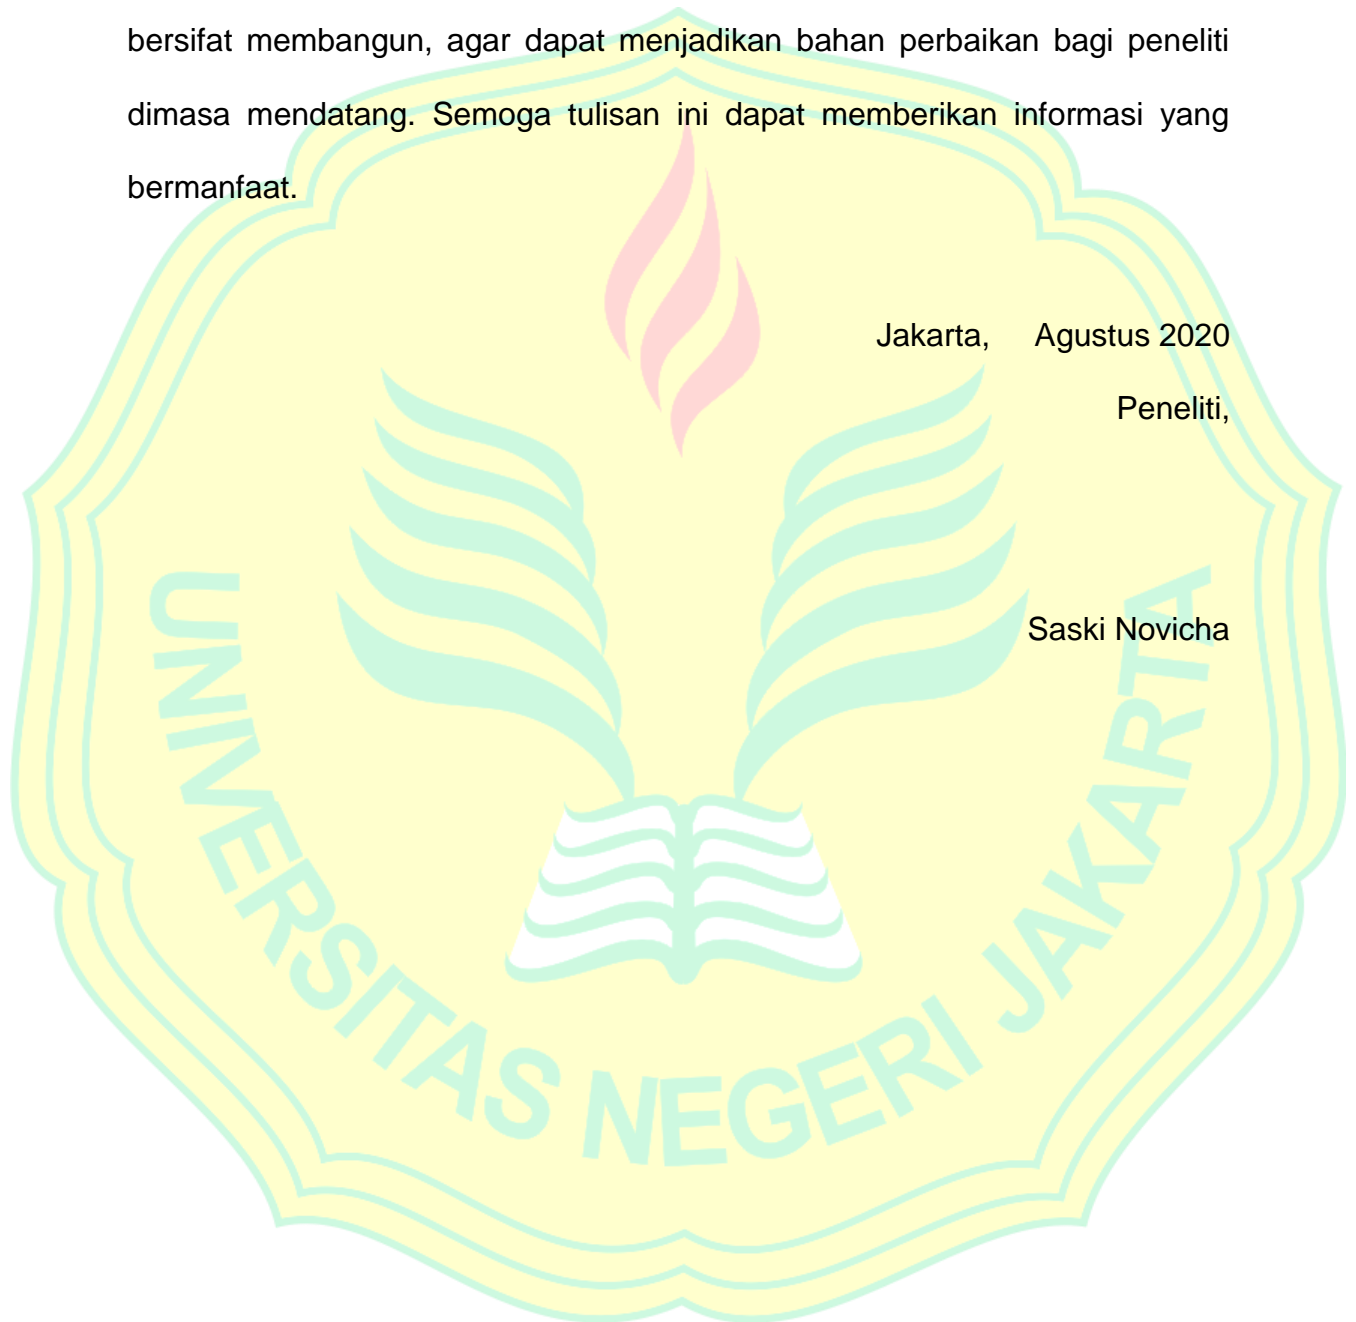 bersifat membangun, agar dapat menjadikan bahan perbaikan bagi peneliti
dimasa mendatang. Semoga tulisan ini dapat memberikan informasi yang
bermanfaat.
Jakarta, Agustus 2020
Peneliti,
Saski Novicha
UNIVERSITAS NEGERI JAKARTA